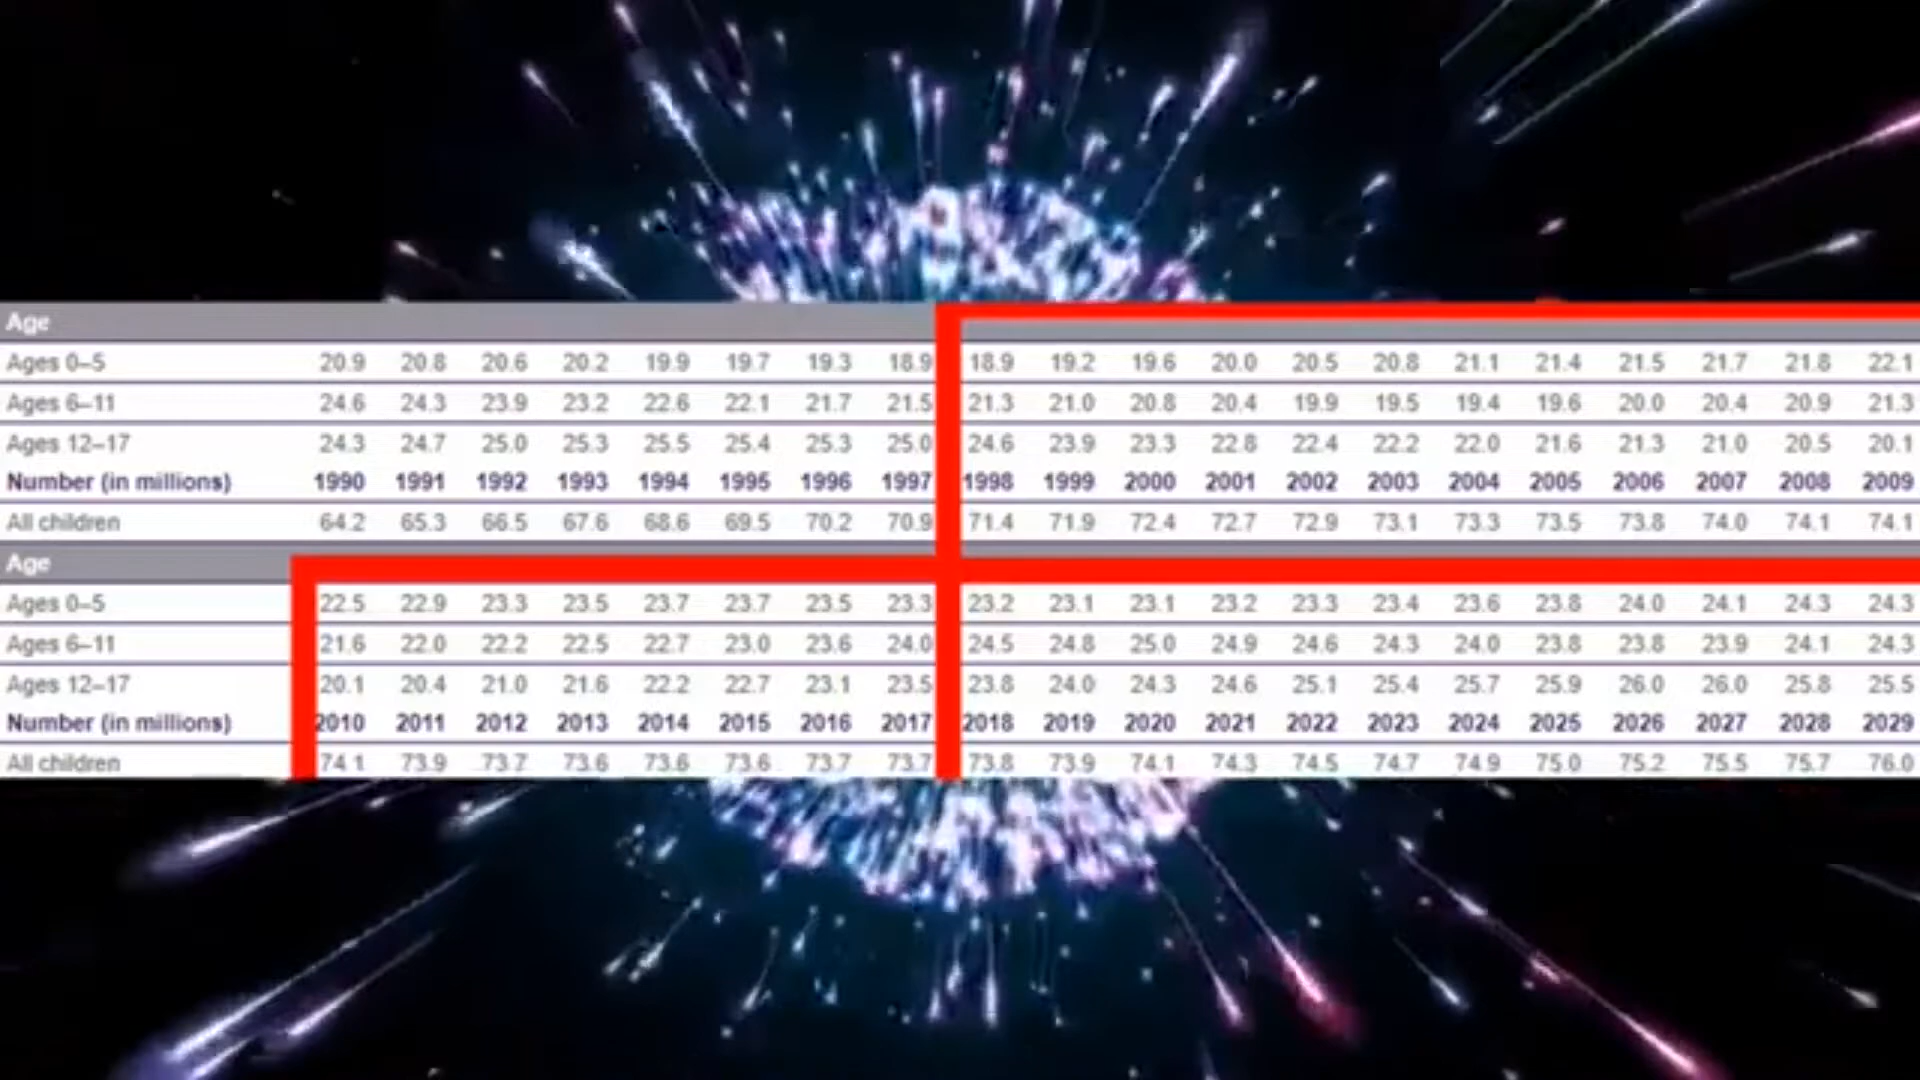 Age
Ages 0–5 20.9 20.8 20.6 20.2 19.9 19.7 19.3 18.9 18.9 19.2 19.6 20.0 20.5 20.8 21.1 21.4 21.5 21.7 21.8 22.1
Ages 6–11 24.6 24.3 23.9 23.2 22.6 22.1 21.7 21.5 21.3 21.0 20.8 20.4 19.9 19.5 19.4 19.6 20.0 20.4 20.9 21.3
Ages 12–17 24.3 24.7 25.0 25.3 25.5 25.4 25.3 25.0 24.6 23.9 23.3 22.8 22.4 22.2 22.0 21.6 21.3 21.0 20.5 20.1
Number (in millions) 1990 1991 1992 1993 1994 1995 1996 1997 1998 1999 2000 2001 2002 2003 2004 2005 2006 2007 2008 2009
All children 64.2 65.3 66.5 67.6 68.6 69.5 70.2 70.9 71.4 71.9 72.4 72.7 72.9 73.1 73.3 73.5 73.8 74.0 74.1 74.1
Age
Ages 0–5 22.5 22.9 23.3 23.5 23.7 23.7 23.5 23.3 23.2 23.1 23.1 23.2 23.3 23.4 23.6 23.8 24.0 24.1 24.3 24.3
Ages 6–11 21.6 22.0 22.2 22.5 22.7 23.0 23.6 24.0 24.5 24.8 25.0 24.9 24.6 24.3 24.0 23.8 23.8 23.9 24.1 24.3
Ages 12–17 20.1 20.4 21.0 21.6 22.2 22.7 23.1 23.5 23.8 24.0 24.3 24.6 25.1 25.4 25.7 25.9 26.0 26.0 25.8 25.5
Number (in millions) 2010 2011 2012 2013 2014 2015 2016 2017 2018 2019 2020 2021 2022 2023 2024 2025 2026 2027 2028 2029
All children 74.1 73.9 73.7 73.6 73.6 73.6 73.7 73.7 73.8 73.9 74.1 74.3 74.5 74.7 74.9 75.0 75.2 75.5 75.7 76.0